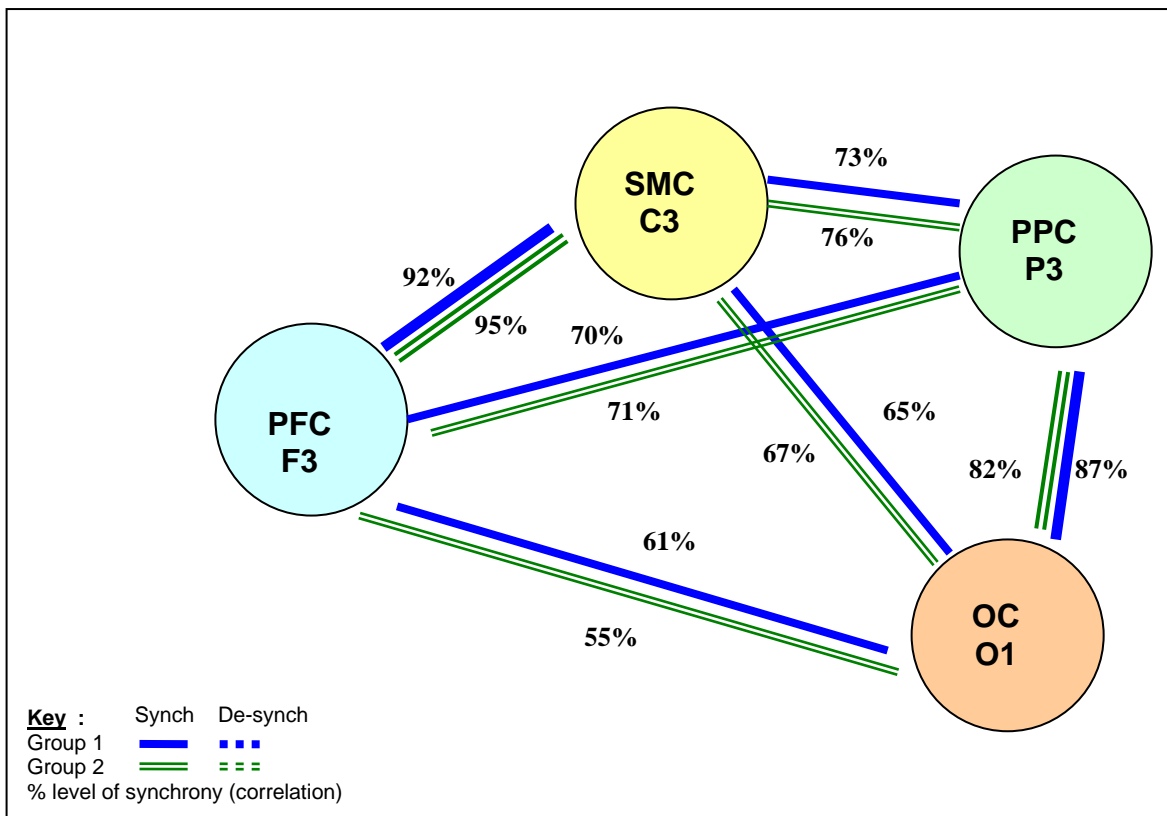 73%
SMC
C3
76%
PPC
P3
92%
95%
70%
71%
65%
67%
82%
87%
PFC
F3
61%
55%
OC
O1
Key : Synch De-synch
Group 1
Group 2
% level of synchrony (correlation)